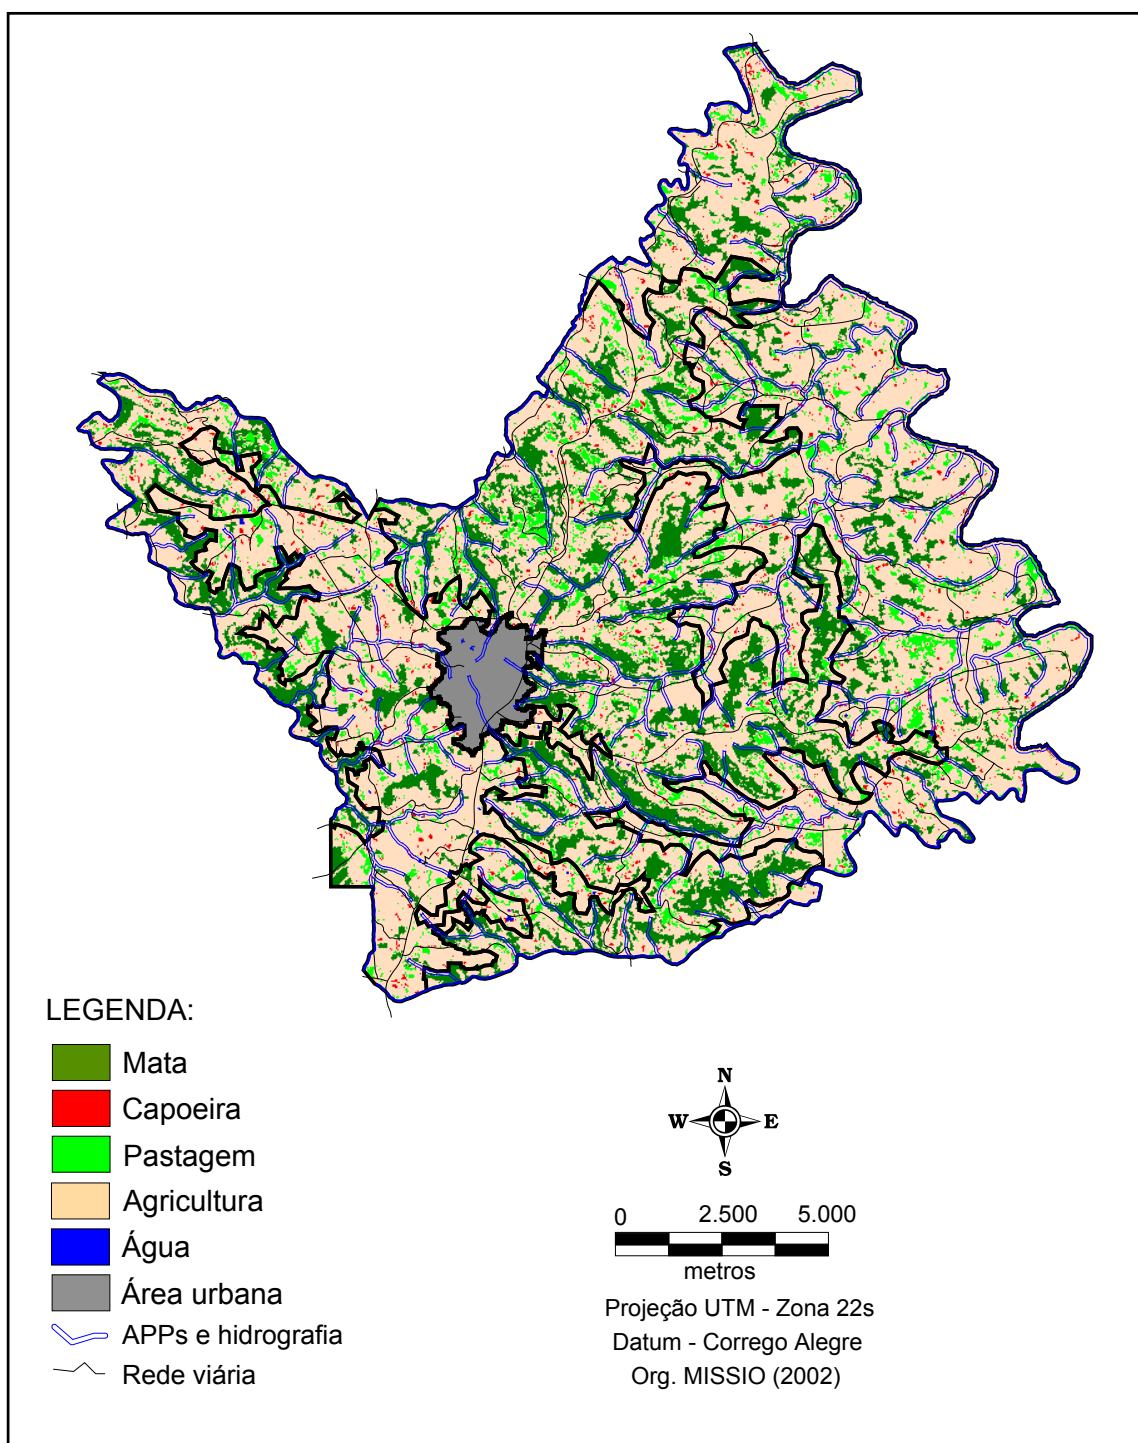 LEGENDA:
Mata
Capoeira
Pastagem
Agricultura
Água
Área urbana
APPs e hidrografia
Rede viária
N
W E
S
0 2.500 5.000
metros
Projeção UTM - Zona 22s
Datum - Corrego Alegre
Org. MISSIO (2002)